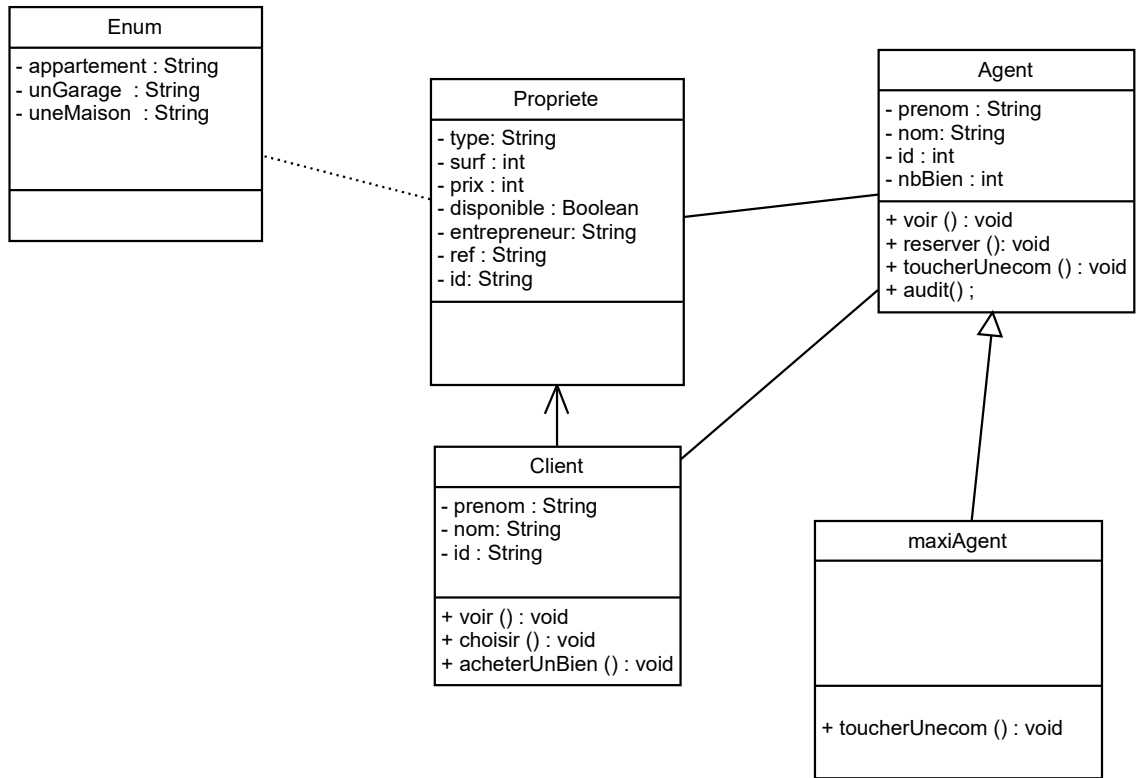 Enum
- appartement : String
- unGarage  : String
- uneMaison  : String
Propriete
- type: String
- surf : int
- prix : int
- disponible : Boolean
- entrepreneur: String
- ref : String
- id: String
Agent
- prenom : String
- nom: String
- id : int
- nbBien : int
+ voir () : void
+ reserver (): void
+ toucherUnecom () : void
+ audit() ;
Client
- prenom : String
- nom: String
- id : String
+ voir () : void
+ choisir () : void
+ acheterUnBien () : void
maxiAgent
+ toucherUnecom () : void